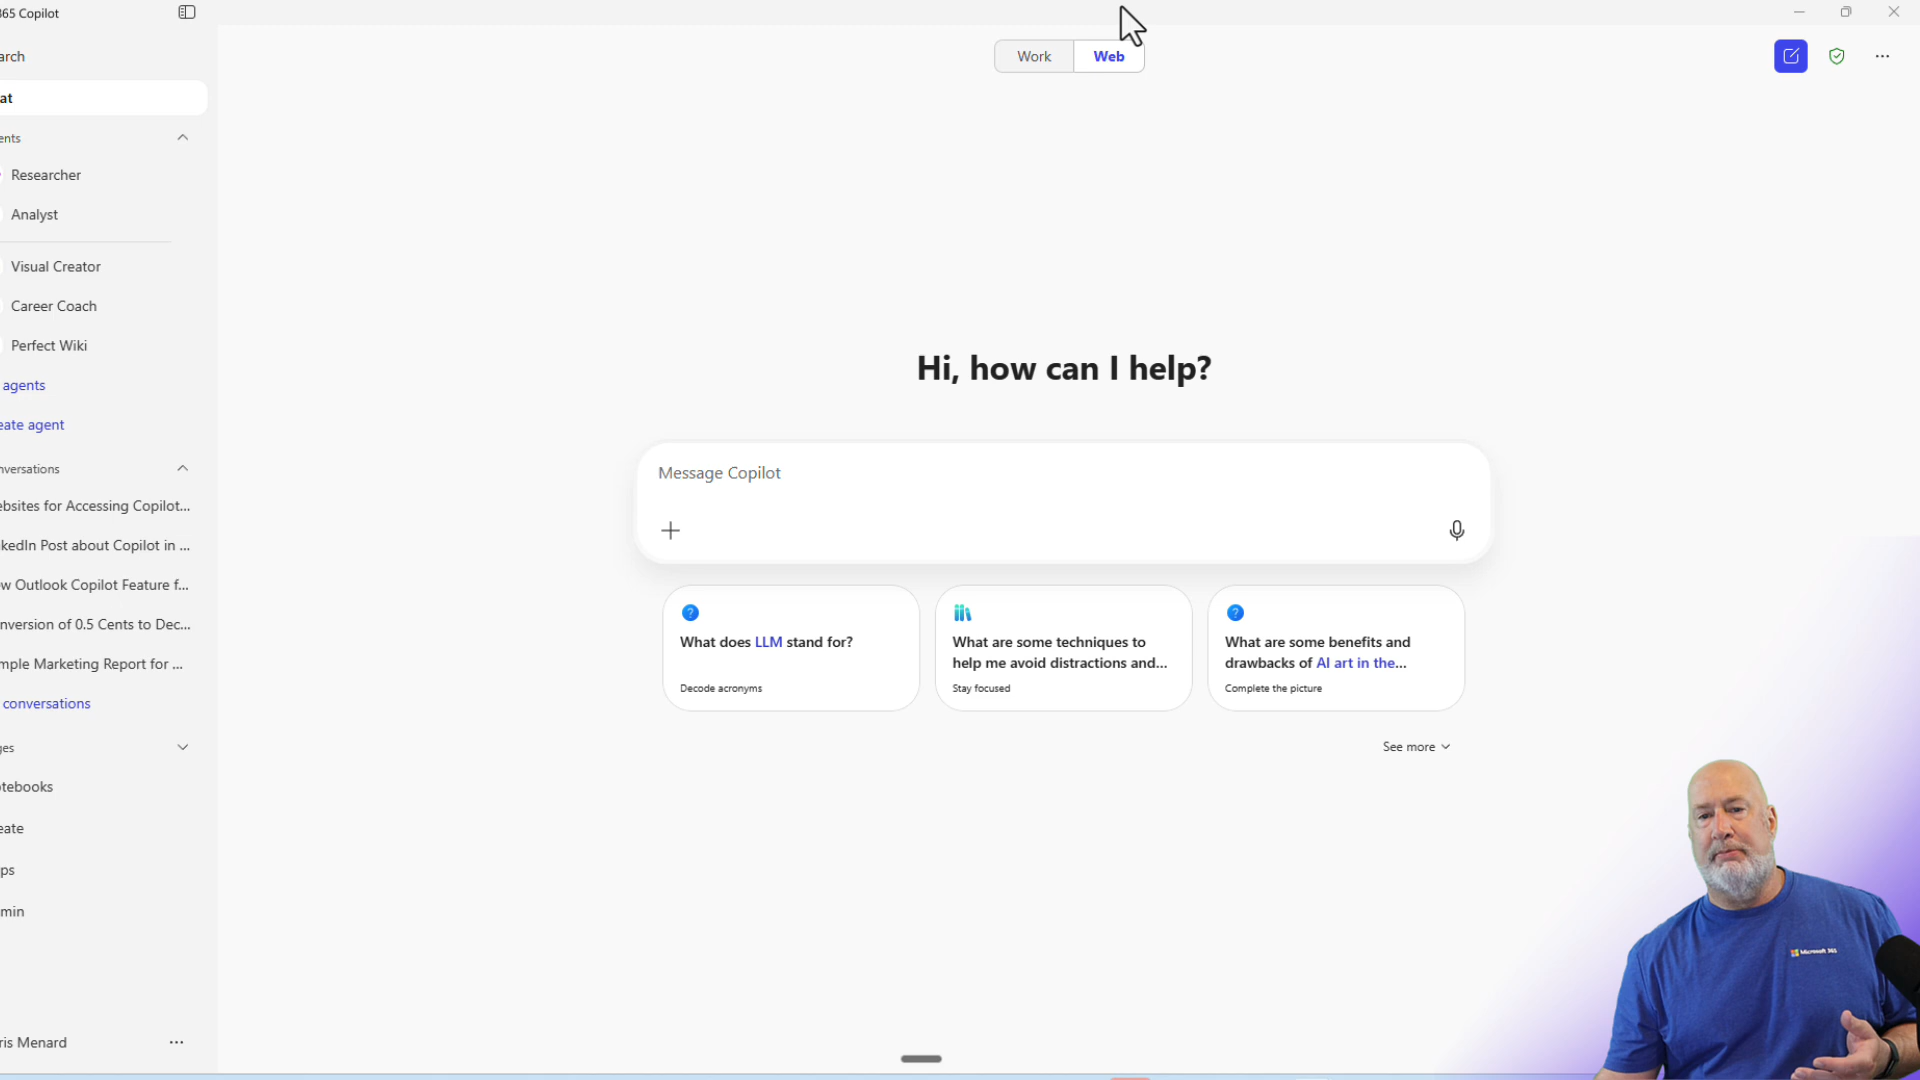 365 Copilot
arch
at
ents
Researcher
Analyst
Visual Creator
Career Coach
Perfect Wiki
agents
eate agent
nversations
ebsites for Accessing Copilot...
kedIn Post about Copilot in ...
w Outlook Copilot Feature f...
nversion of 0.5 Cents to Dec...
mple Marketing Report for ...
conversations
ges
otebooks
eate
ps
min
ris Menard
Work
Web
Hi, how can I help?
Message Copilot
What does LLM stand for?
Decode acronyms
What are some techniques to
help me avoid distractions and...
Stay focused
What are some benefits and
drawbacks of AI art in the...
Complete the picture
See more
Microsoft 365